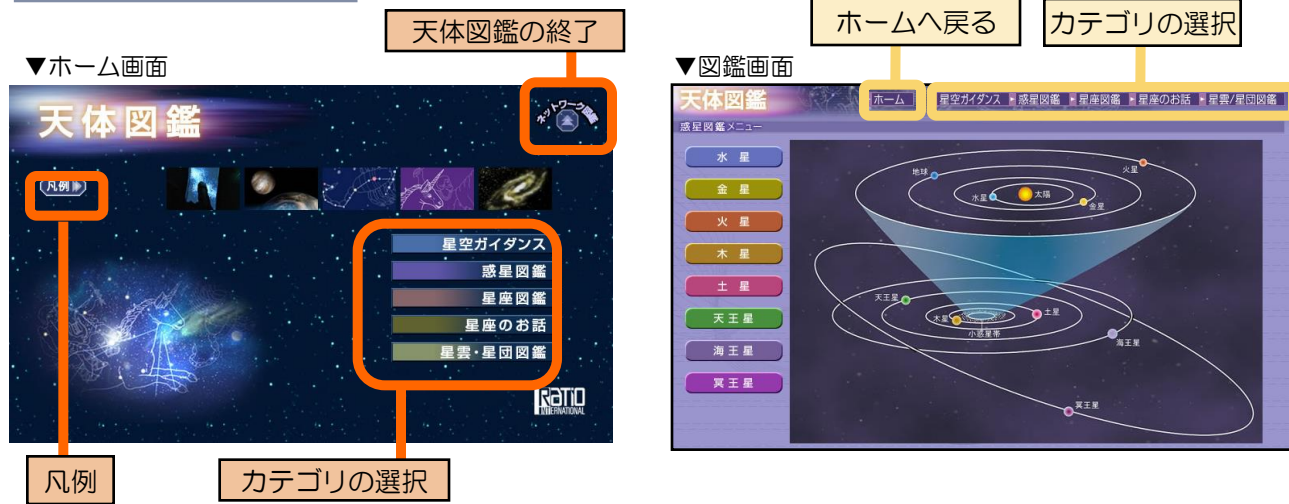 天体図鑑の終了
▼ホーム画面
天体図鑑
ネットワーク図鑑
凡例
星空ガイダンス
惑星図鑑
星座図鑑
星座のお話
星雲・星団図鑑
RATIO
INTERNATIONAL
凡例
カテゴリの選択
ホームへ戻る
カテゴリの選択
▼図鑑画面
天体図鑑
ホーム
星空ガイダンス 惑星図鑑 星座図鑑 星座のお話 星雲/星団図鑑
惑星図鑑メニュー
水星
金星
火星
木星
土星
天王星
海王星
冥王星
火星
地球
水星
太陽
金星
天王星
木星
土星
小惑星帯
海王星
冥王星